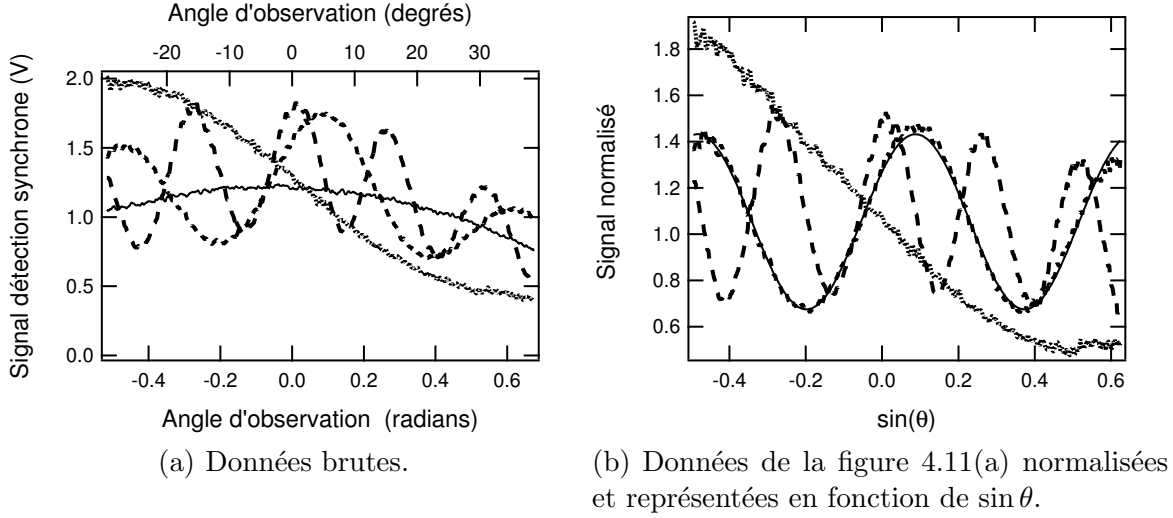 Angle d'observation (degrés)
-20 -10 0 10 20 30
Signal détection synchrone (V)
2.0
1.5
1.0
0.5
0.0
-0.4 -0.2 0.0 0.2 0.4 0.6
Angle d'observation (radians)
(a) Données brutes.
Signal normalisé
1.8
1.6
1.4
1.2
1.0
0.8
0.6
-0.4 -0.2 0.0 0.2 0.4 0.6
sin(θ)
(b) Données de la figure 4.11(a) normalisées
et représentées en fonction de sin θ.